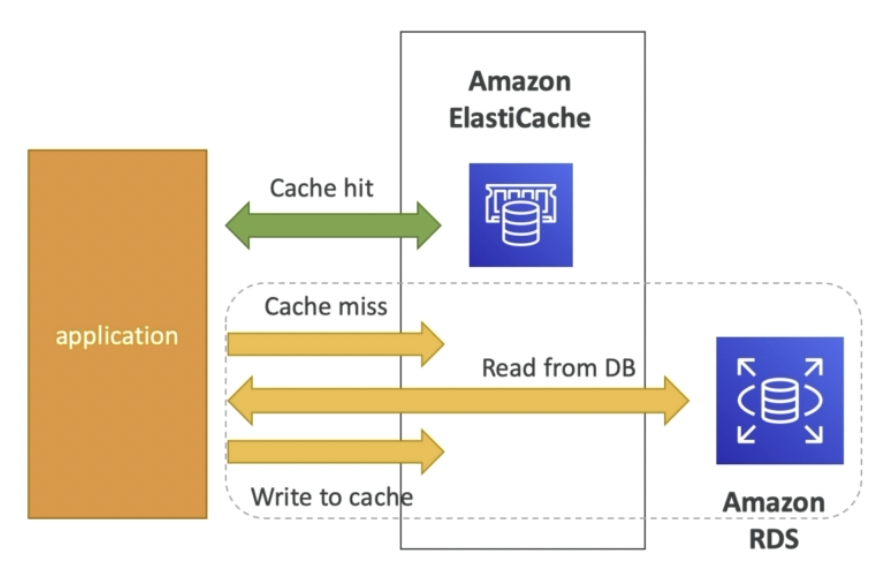 Amazon
ElastiCache
Cache hit
Cache miss
application
Read from DB
Write to cache
Amazon
RDS